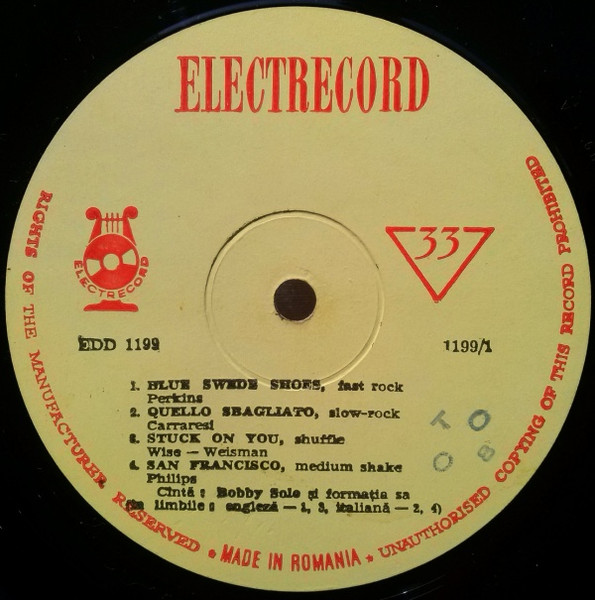 ELECTRECORD
ELECTRECORD
33
EDD 1199
1199/1
1. BLUE SWEDE SHOES, fast rock
Perkins
2. QUELLO SBAGLIATO, slow-rock
Carraresi
3. STUCK ON YOU, shuffle
Wise — Weisman
4. SAN FRANCISCO, medium shake
Philips
Cîntă : Bobby Solo și formația sa
(în limbile : engleză — 1, 3, italiană — 2, 4)
T O
O 8
RIGHTS OF THE MANUFACTURER RESERVED • MADE IN ROMANIA ★ UNAUTHORISED COPYING OF THIS RECORD PROHIBITED